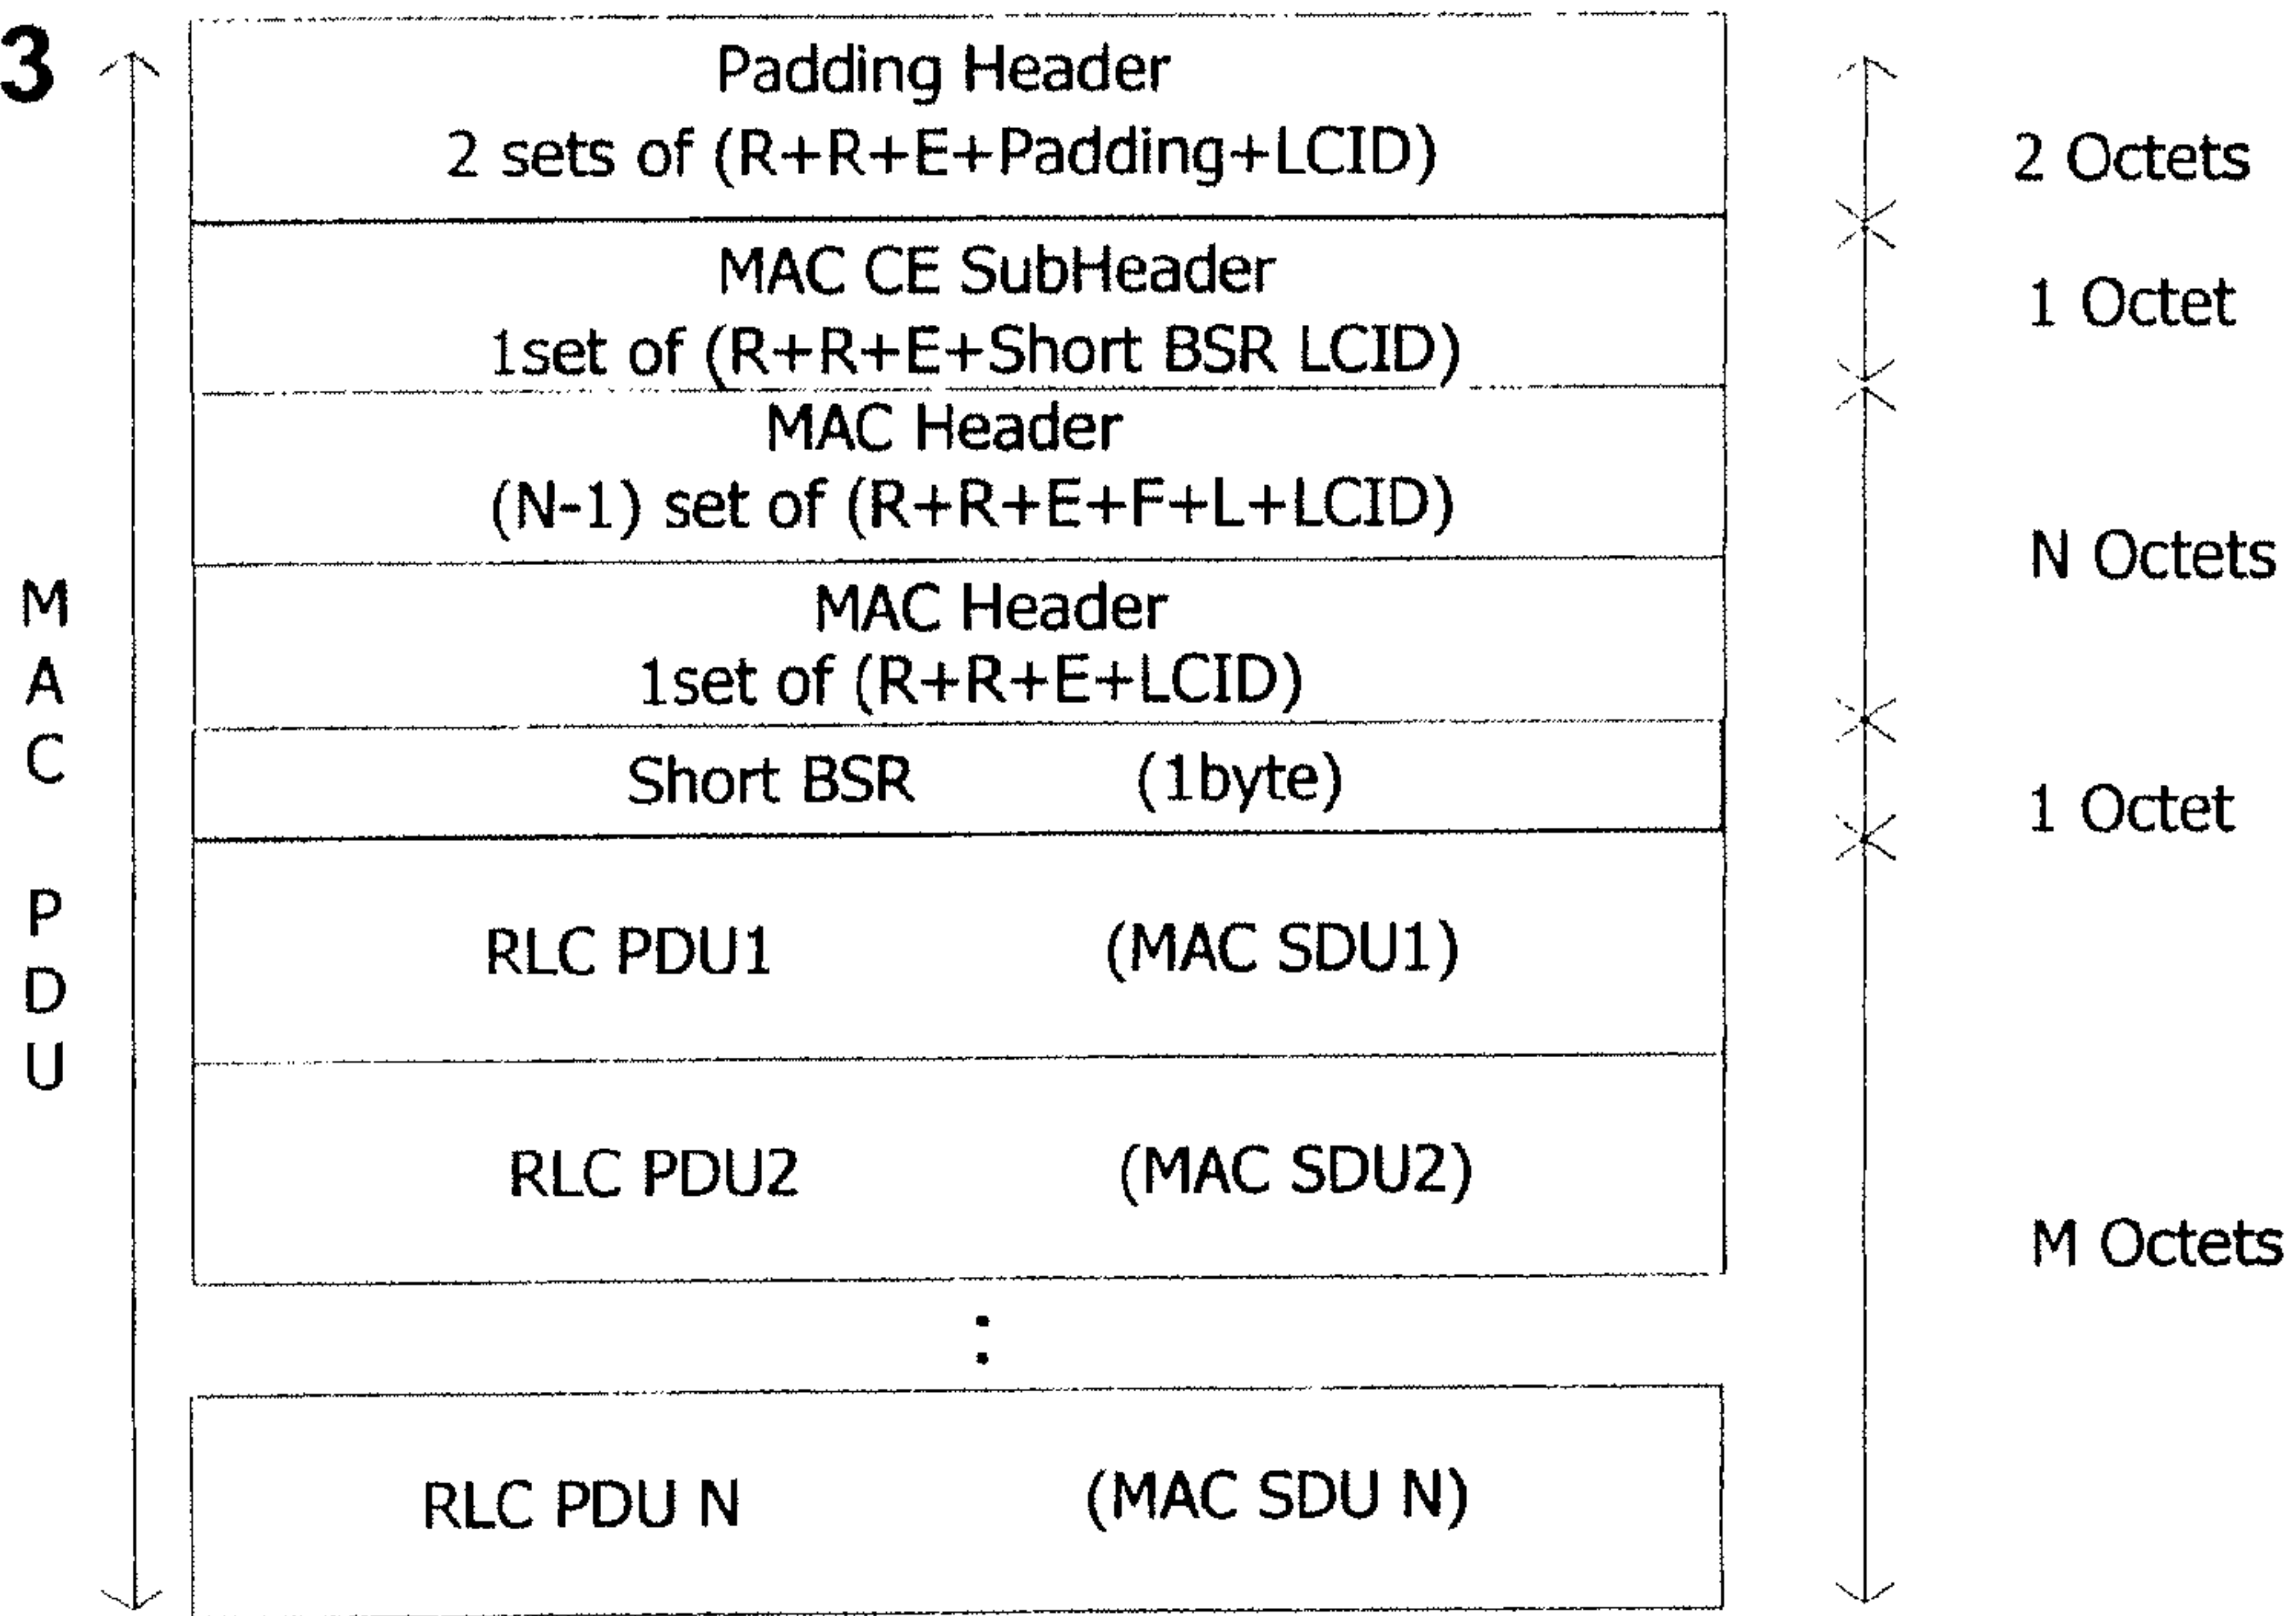 3
Padding Header
2 sets of (R+R+E+Padding+LCID)
2 Octets
MAC CE SubHeader
1set of (R+R+E+Short BSR LCID)
1 Octet
MAC Header
(N-1) set of (R+R+E+F+L+LCID)
N Octets
MAC Header
1set of (R+R+E+LCID)
Short BSR (1byte)
1 Octet
MAC PDU
RLC PDU1 (MAC SDU1)
RLC PDU2 (MAC SDU2)
M Octets
:
RLC PDU N (MAC SDU N)